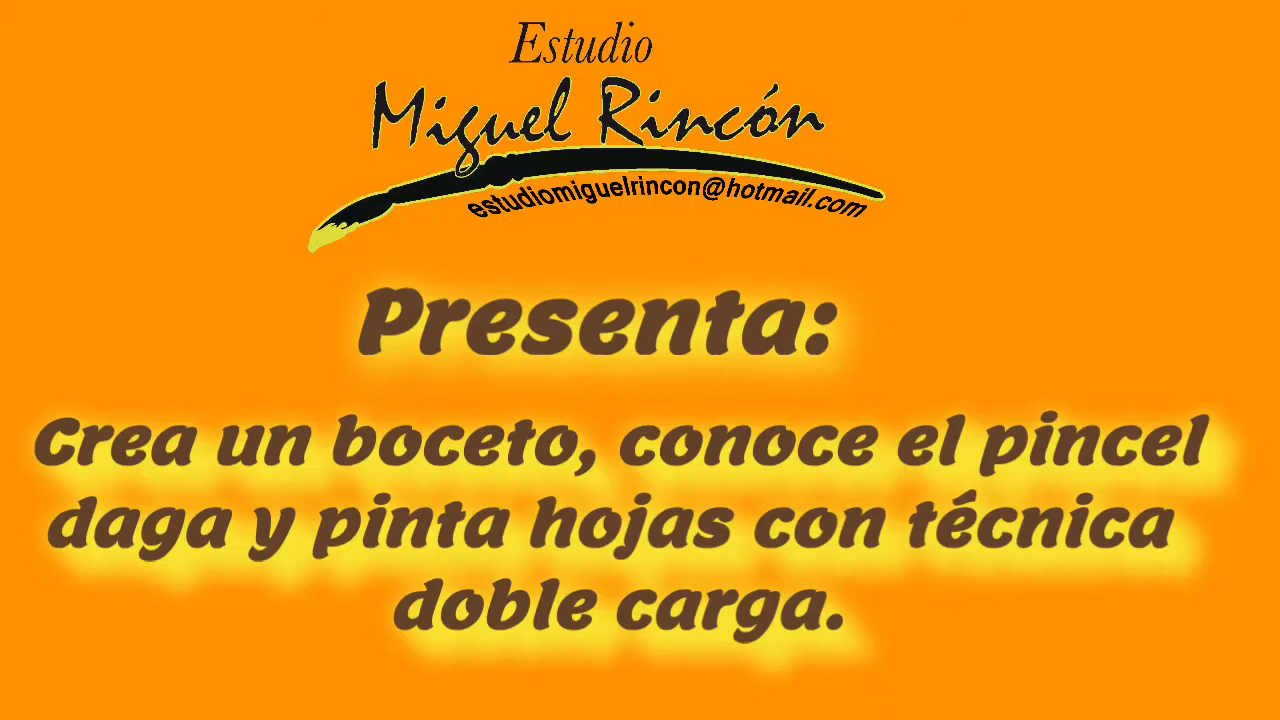 Estudio
Miguel Rincón
estudiomiguelrincon@hotmail.com
Presenta:
Crea un boceto, conoce el pincel
daga y pinta hojas con técnica
doble carga.